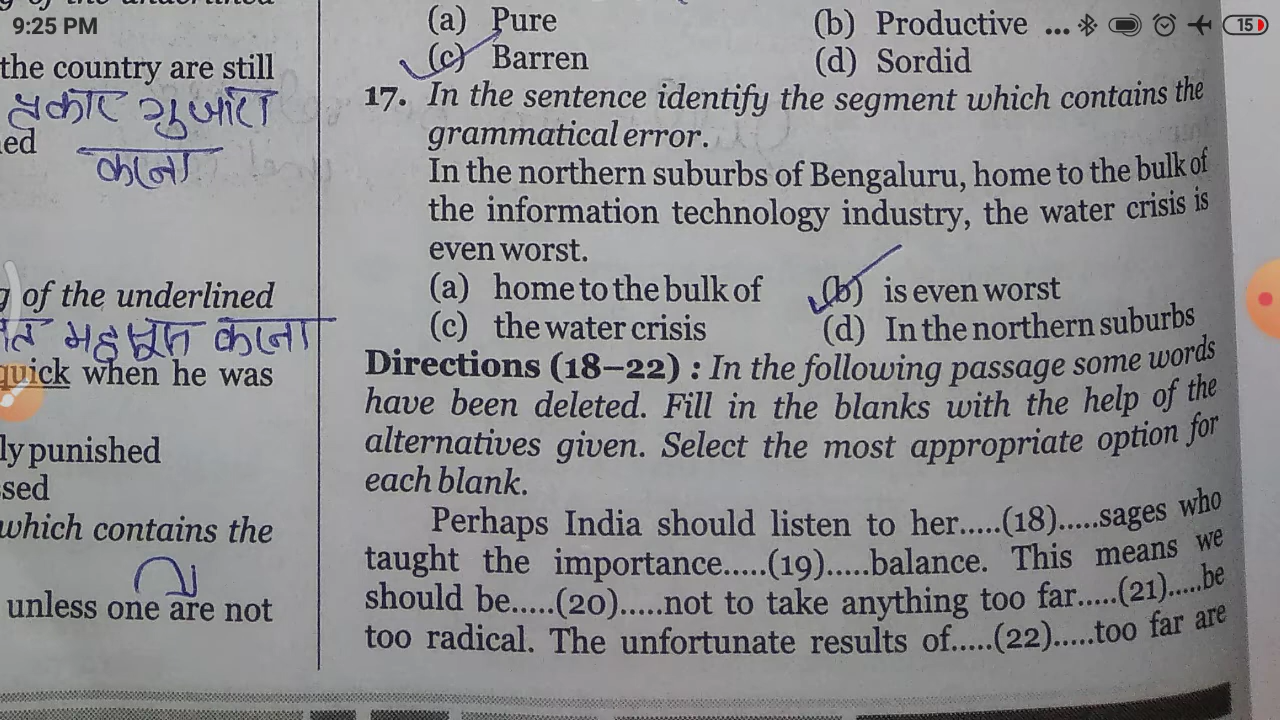 9:25 PM
15
the country are still
गुजारा
ed
करना
of the underlined
महसूस करना
quick when he was
ly punished
sed
which contains the
unless one are not
(a) Pure (b) Productive ...
(c) Barren (d) Sordid
17. In the sentence identify the segment which contains the
grammatical error.
In the northern suburbs of Bengaluru, home to the bulk of
the information technology industry, the water crisis is
even worst.
(a) home to the bulk of (b) is even worst
(c) the water crisis (d) In the northern suburbs
Directions (18–22) : In the following passage some words
have been deleted. Fill in the blanks with the help of the
alternatives given. Select the most appropriate option for
each blank.
Perhaps India should listen to her.....(18).....sages who
taught the importance.....(19).....balance. This means we
should be.....(20).....not to take anything too far.....(21).....be
too radical. The unfortunate results of.....(22).....too far are